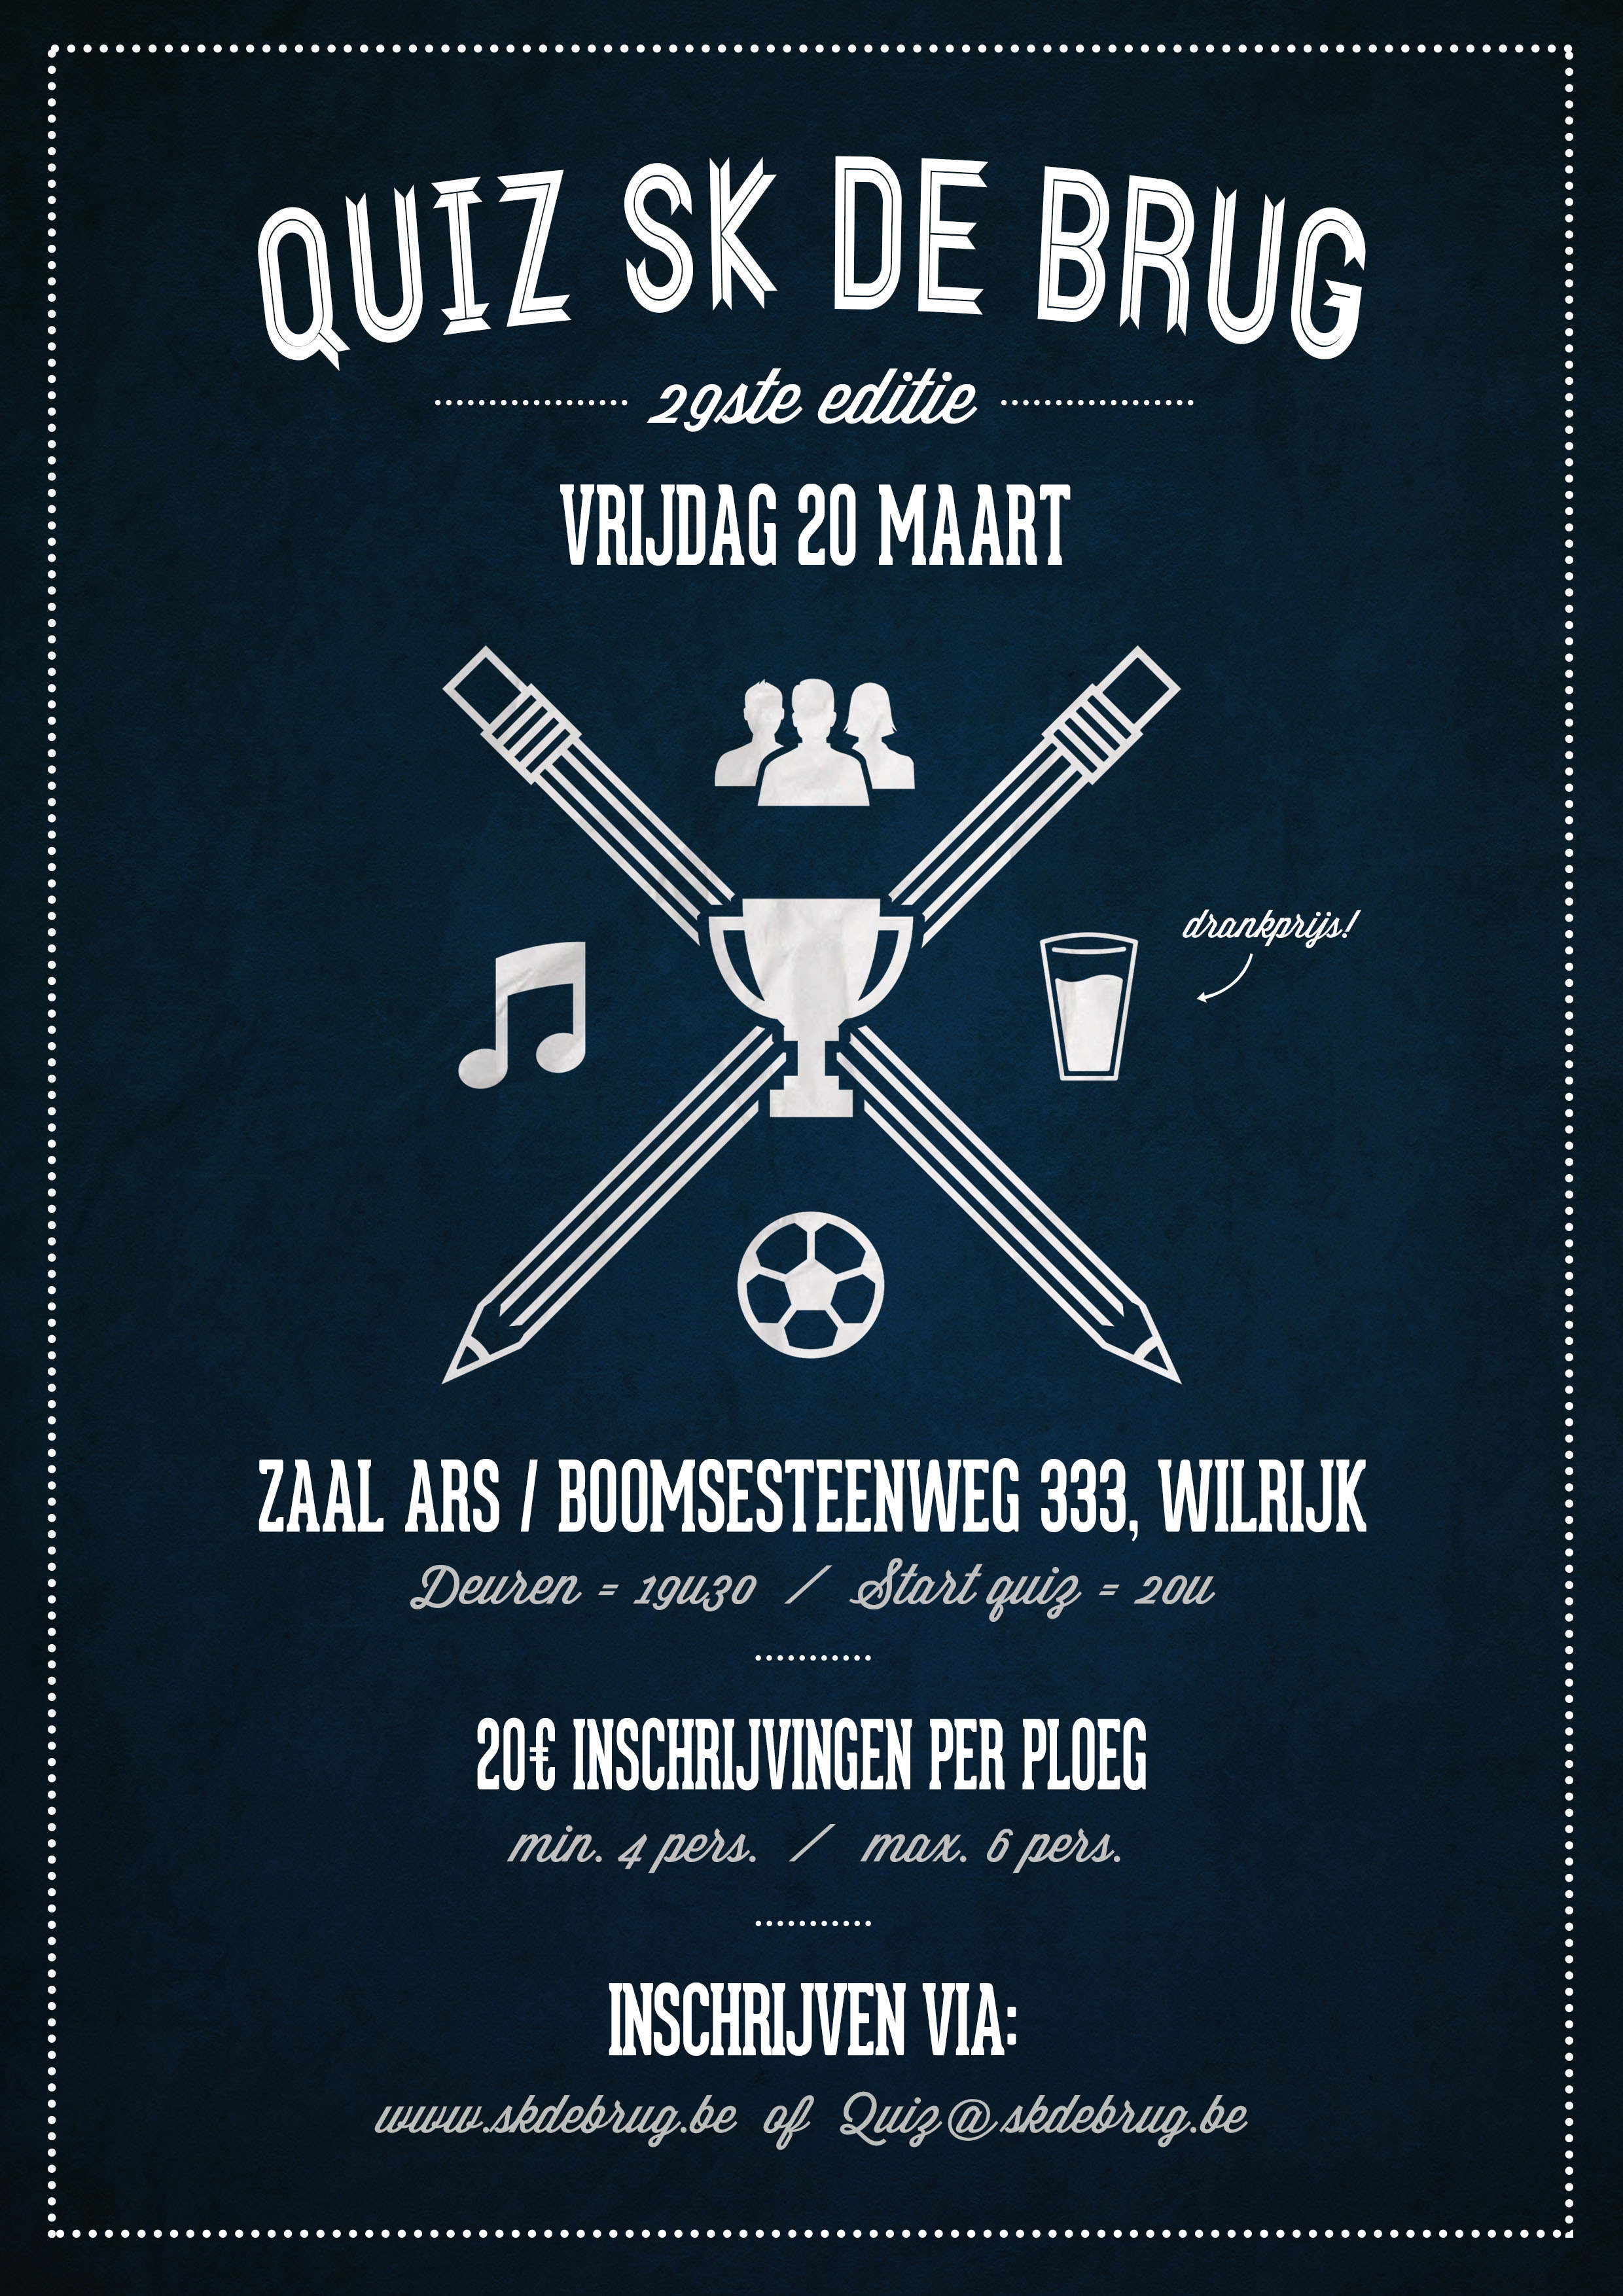 QUIZ SK DE BRUG
29ste editie
VRIJDAG 20 MAART
drankprijs!
ZAAL ARS / BOOMSESTEENWEG 333, WILRIJK
Deuren = 19u30 / Start quiz = 20u
20€ INSCHRIJVINGEN PER PLOEG
min. 4 pers. / max. 6 pers.
INSCHRIJVEN VIA:
www.skdebrug.be of Quiz@skdebrug.be